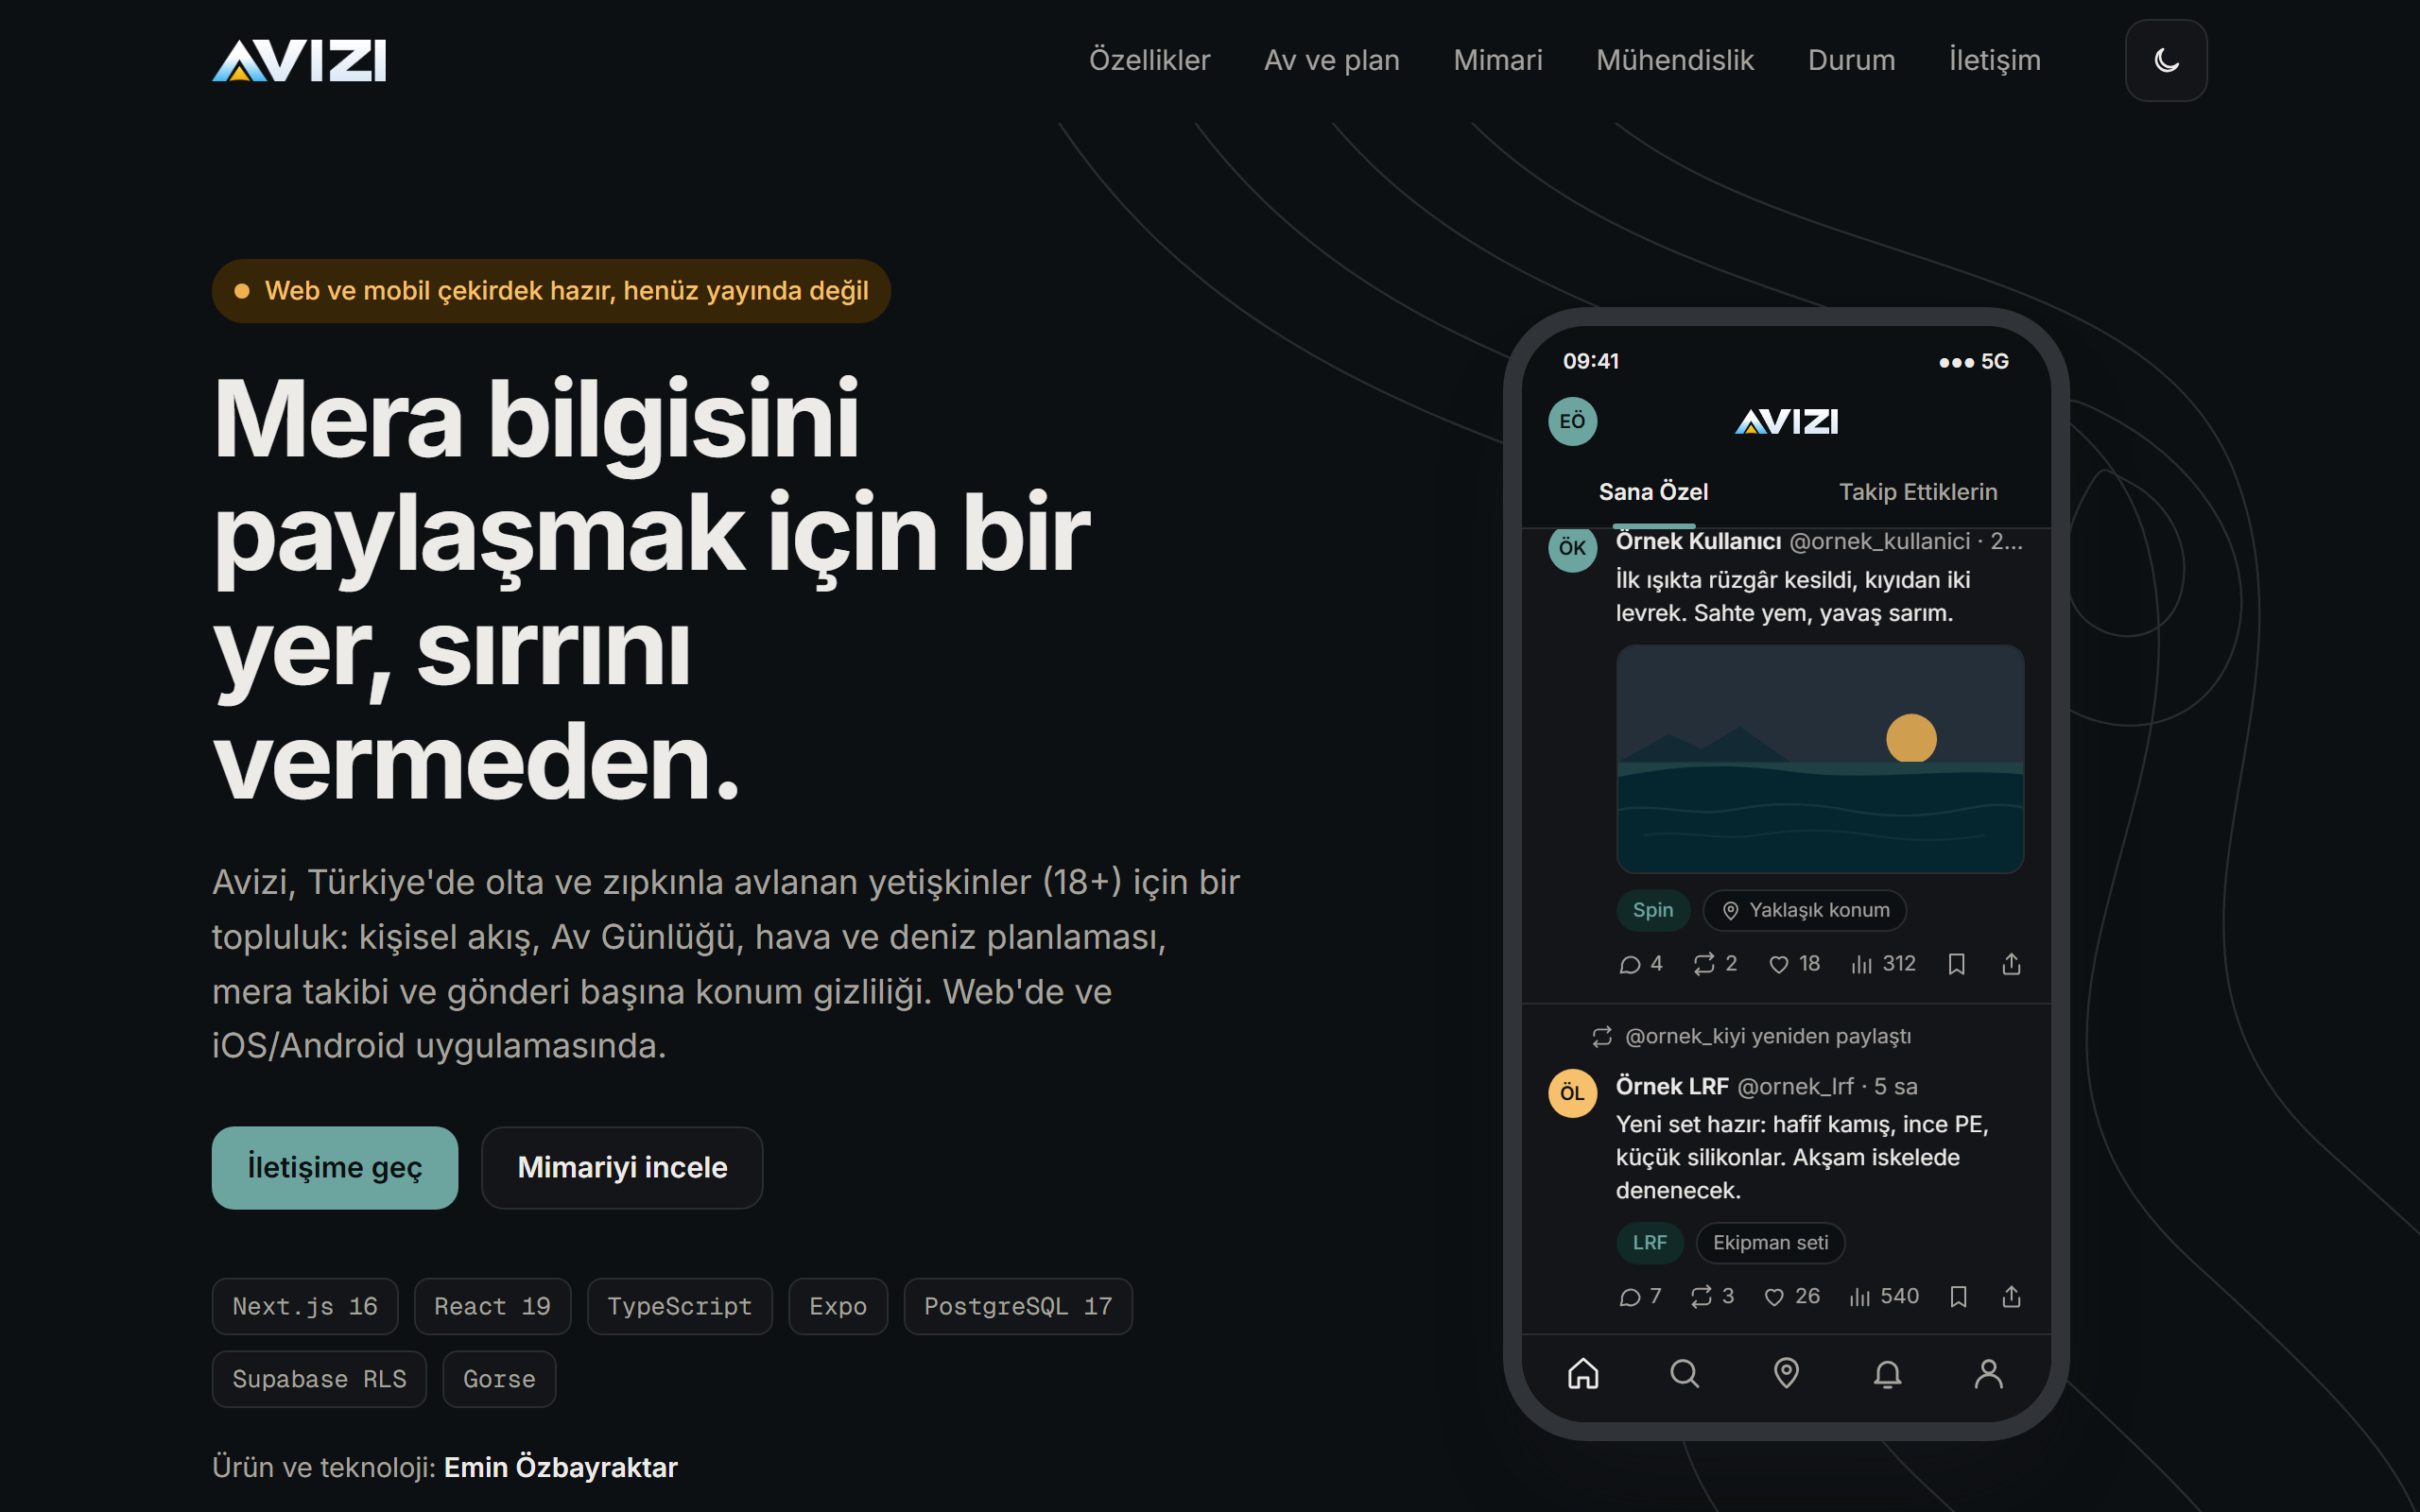 AVIZI
Özellikler
Av ve plan
Mimari
Mühendislik
Durum
İletişim
Web ve mobil çekirdek hazır, henüz yayında değil
Mera bilgisini
paylaşmak için bir
yer, sırrını
vermeden.
Avizi, Türkiye'de olta ve zıpkınla avlanan yetişkinler (18+) için bir
topluluk: kişisel akış, Av Günlüğü, hava ve deniz planlaması,
mera takibi ve gönderi başına konum gizliliği. Web'de ve
iOS/Android uygulamasında.
İletişime geç
Mimariyi incele
Next.js 16
React 19
TypeScript
Expo
PostgreSQL 17
Supabase RLS
Gorse
Ürün ve teknoloji: Emin Özbayraktar
09:41
5G
EÖ
AVIZI
Sana Özel
Takip Ettiklerin
ÖK
Örnek Kullanıcı @ornek_kullanici · 2...
İlk ışıkta rüzgâr kesildi, kıyıdan iki
levrek. Sahte yem, yavaş sarım.
Spin
Yaklaşık konum
4
2
18
312
@ornek_kiyi yeniden paylaştı
ÖL
Örnek LRF @ornek_lrf · 5 sa
Yeni set hazır: hafif kamış, ince PE,
küçük silikonlar. Akşam iskelede
denenecek.
LRF
Ekipman seti
7
3
26
540